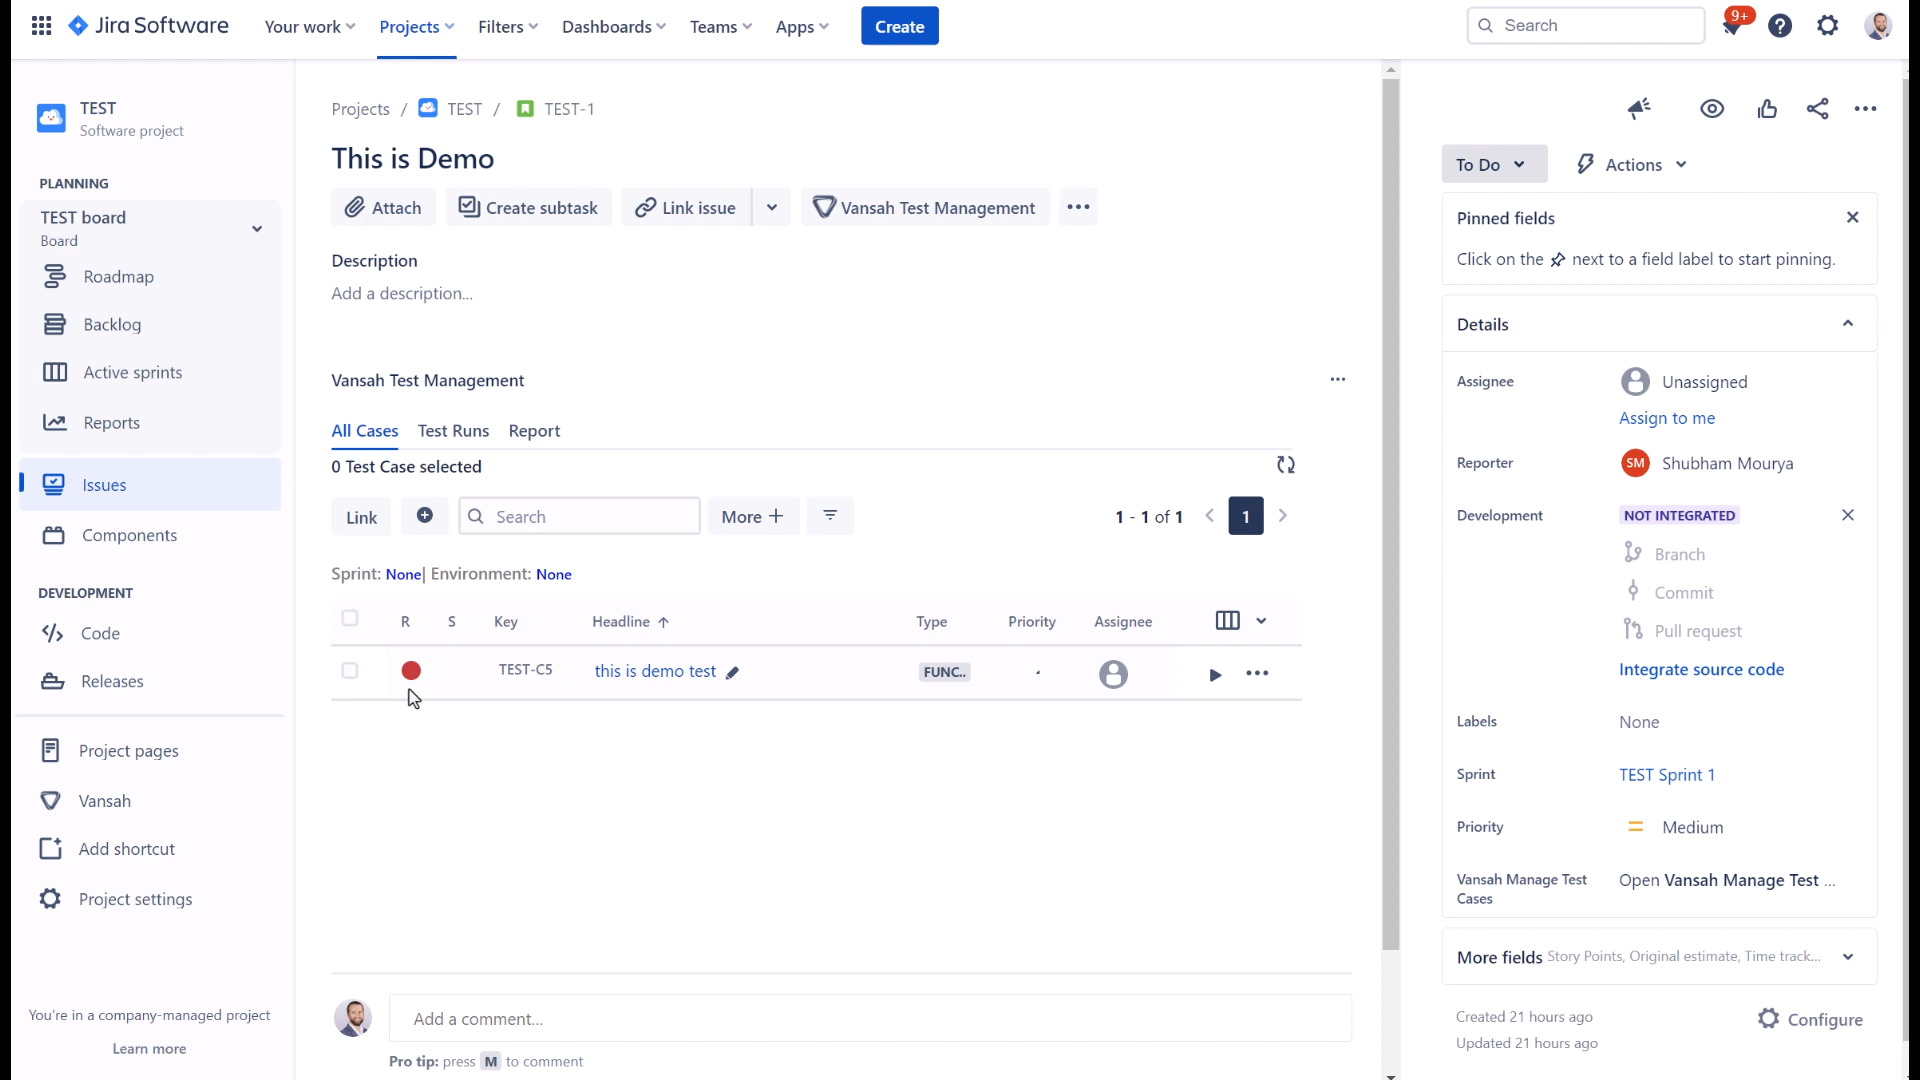 Jira Software
Your work
Projects
Filters
Dashboards
Teams
Apps
Create
Search
9+
TEST
Software project
PLANNING
TEST board
Board
Roadmap
Backlog
Active sprints
Reports
Issues
Components
DEVELOPMENT
Code
Releases
Project pages
Vansah
Add shortcut
Project settings
You're in a company-managed project
Learn more
Projects / TEST / TEST-1
This is Demo
Attach
Create subtask
Link issue
Vansah Test Management
Description
Add a description...
Vansah Test Management
All Cases
Test Runs
Report
0 Test Case selected
Link
Search
More +
1 - 1 of 1
1
Sprint: None| Environment: None
R S Key Headline Type Priority Assignee
TEST-C5 this is demo test FUNC..
Add a comment...
Pro tip: press M to comment
To Do
Actions
Pinned fields
Click on the next to a field label to start pinning.
Details
Assignee
Unassigned
Assign to me
Reporter
SM Shubham Mourya
Development
NOT INTEGRATED
Branch
Commit
Pull request
Integrate source code
Labels
None
Sprint
TEST Sprint 1
Priority
Medium
Vansah Manage Test
Cases
Open Vansah Manage Test ...
More fields Story Points, Original estimate, Time track...
Created 21 hours ago
Updated 21 hours ago
Configure